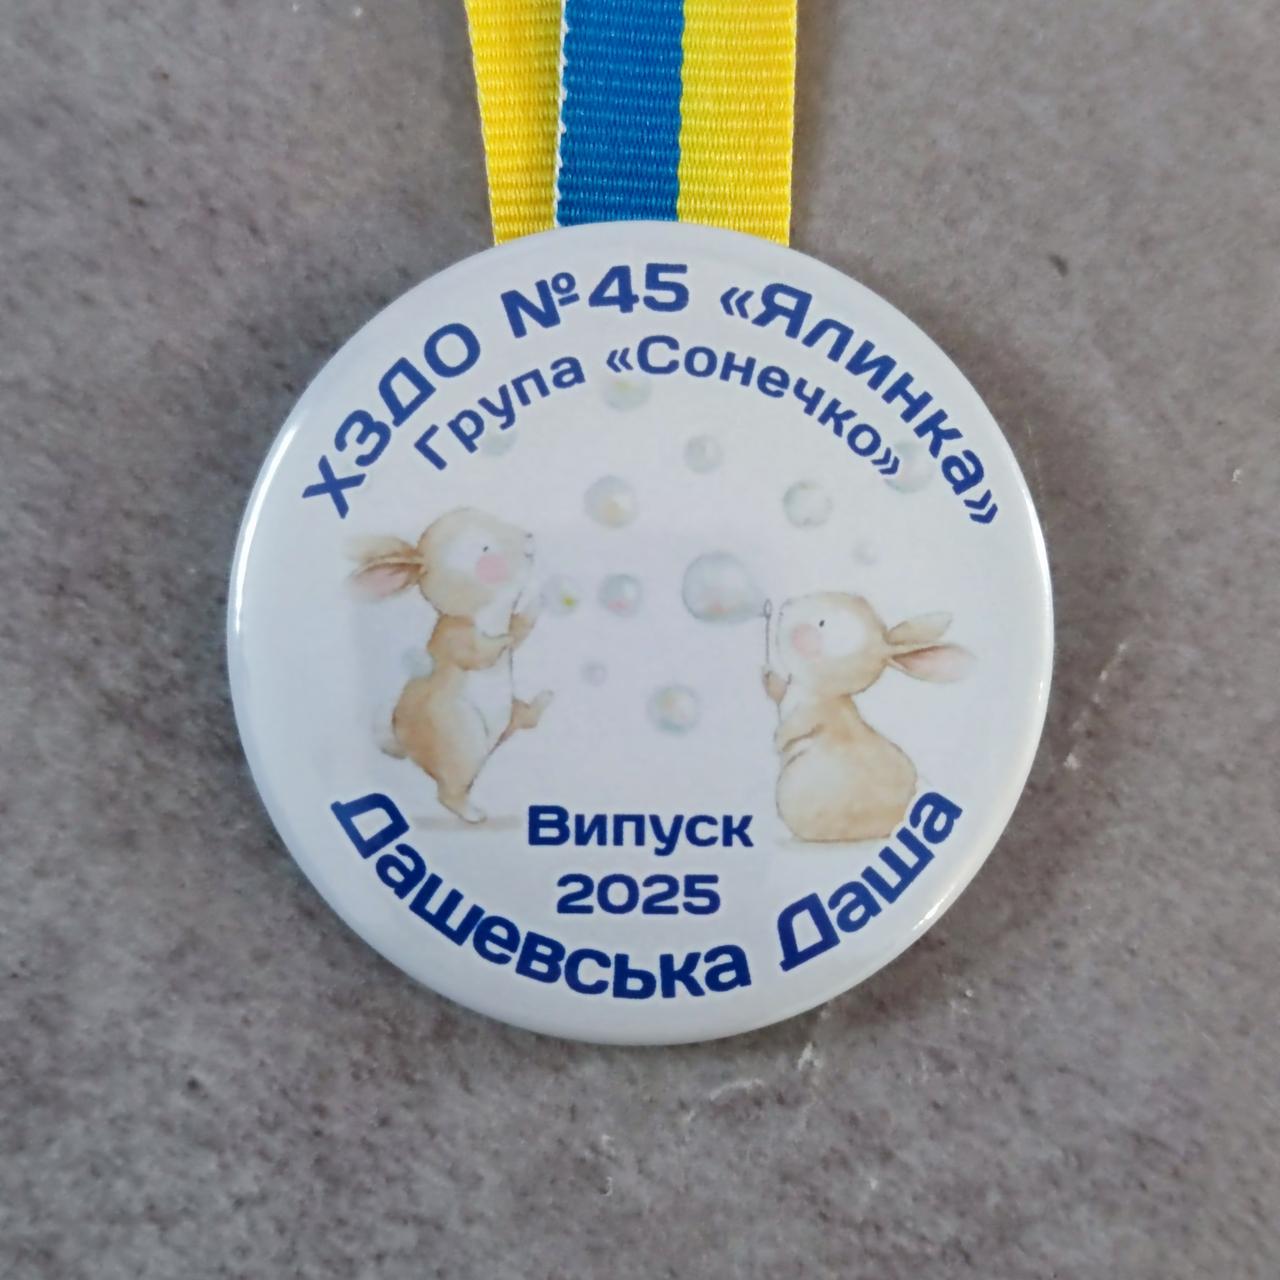 ХЗДО №45 «Ялинка»
Група «Сонечко»
Випуск
2025
Дашевська Даша